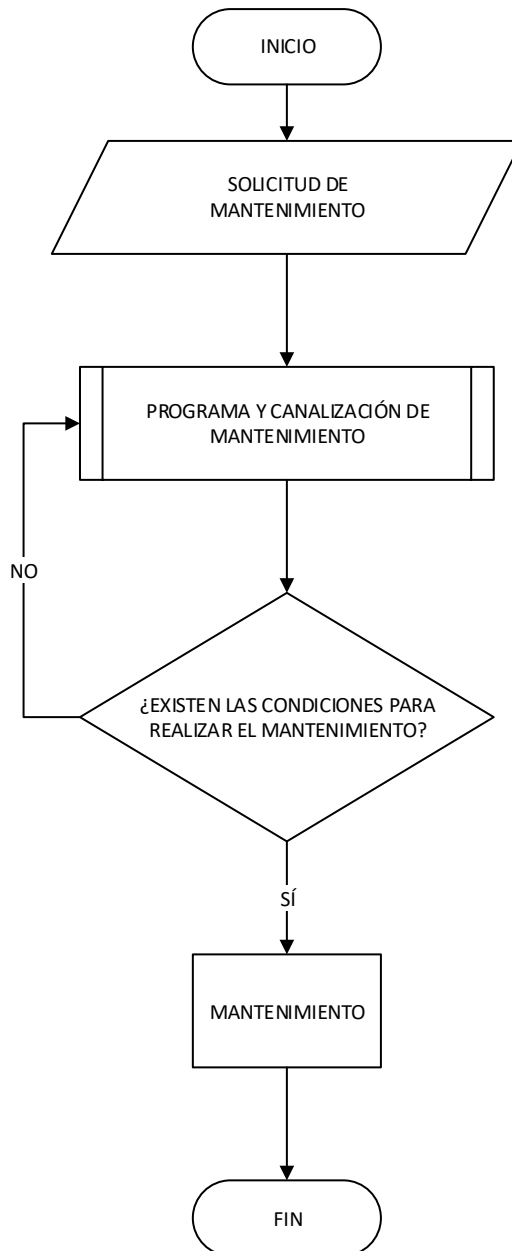 INICIO
SOLICITUD DE
MANTENIMIENTO
PROGRAMA Y CANALIZACIÓN DE
MANTENIMIENTO
NO
¿EXISTEN LAS CONDICIONES PARA
REALIZAR EL MANTENIMIENTO?
SÍ
MANTENIMIENTO
FIN